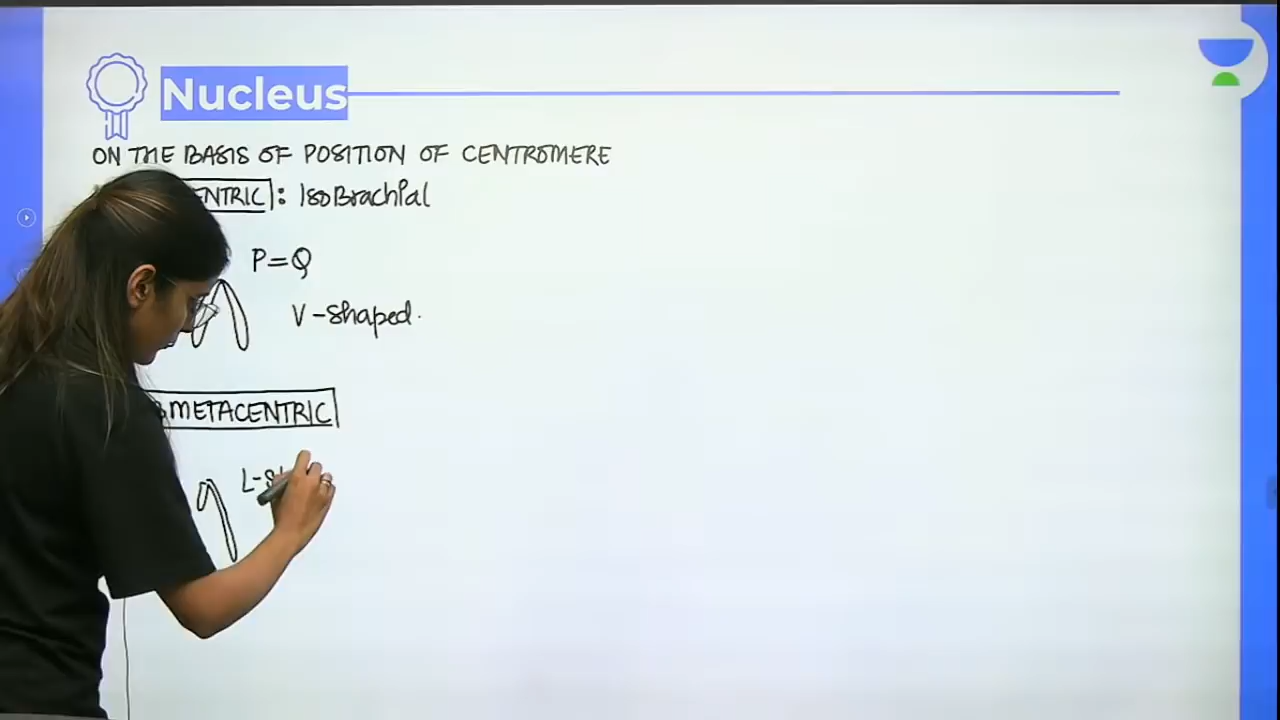 Nucleus
ON THE BASIS OF POSITION OF CENTROMERE
ENTRIC : IsoBrachial
P=Q
V-shaped.
METACENTRIC
L-S